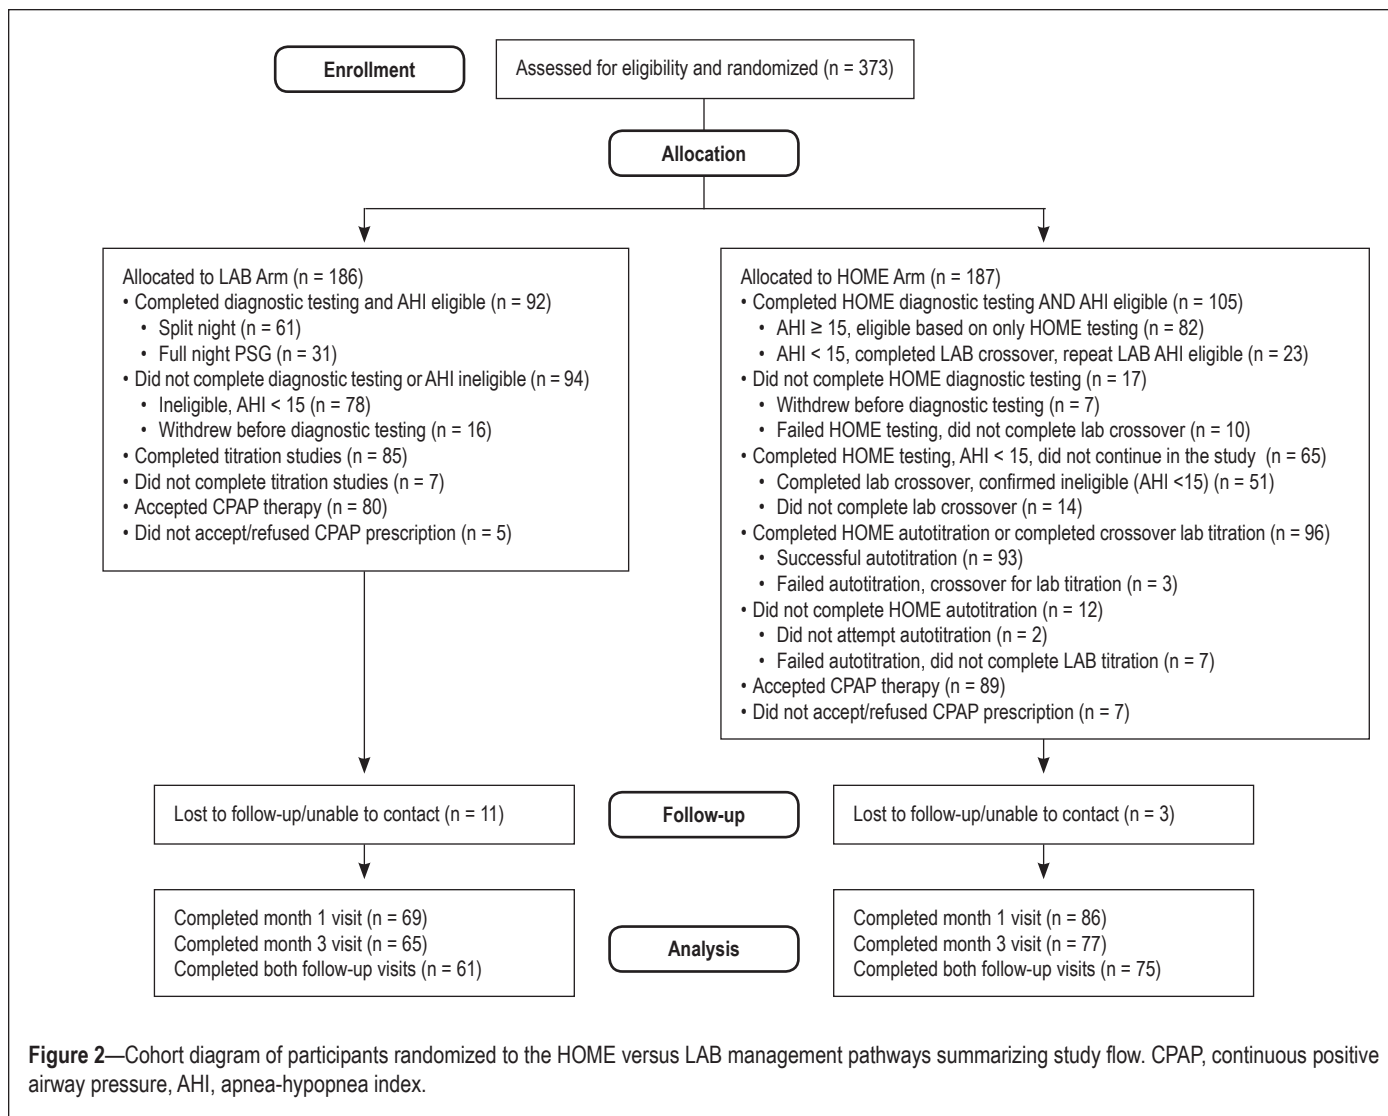 Enrollment
Assessed for eligibility and randomized (n = 373)
Allocation
Allocated to LAB Arm (n = 186)
• Completed diagnostic testing and AHI eligible (n = 92)
• Split night (n = 61)
• Full night PSG (n = 31)
• Did not complete diagnostic testing or AHI ineligible (n = 94)
• Ineligible, AHI < 15 (n = 78)
• Withdrew before diagnostic testing (n = 16)
• Completed titration studies (n = 85)
• Did not complete titration studies (n = 7)
• Accepted CPAP therapy (n = 80)
• Did not accept/refused CPAP prescription (n = 5)
Allocated to HOME Arm (n = 187)
• Completed HOME diagnostic testing AND AHI eligible (n = 105)
• AHI ≥ 15, eligible based on only HOME testing (n = 82)
• AHI < 15, completed LAB crossover, repeat LAB AHI eligible (n = 23)
• Did not complete HOME diagnostic testing (n = 17)
• Withdrew before diagnostic testing (n = 7)
• Failed HOME testing, did not complete lab crossover (n = 10)
• Completed HOME testing, AHI < 15, did not continue in the study (n = 65)
• Completed lab crossover, confirmed ineligible (AHI <15) (n = 51)
• Did not complete lab crossover (n = 14)
• Completed HOME autotitration or completed crossover lab titration (n = 96)
• Successful autotitration (n = 93)
• Failed autotitration, crossover for lab titration (n = 3)
• Did not complete HOME autotitration (n = 12)
• Did not attempt autotitration (n = 2)
• Failed autotitration, did not complete LAB titration (n = 7)
• Accepted CPAP therapy (n = 89)
• Did not accept/refused CPAP prescription (n = 7)
Lost to follow-up/unable to contact (n = 11)
Follow-up
Lost to follow-up/unable to contact (n = 3)
Completed month 1 visit (n = 69)
Completed month 3 visit (n = 65)
Completed both follow-up visits (n = 61)
Analysis
Completed month 1 visit (n = 86)
Completed month 3 visit (n = 77)
Completed both follow-up visits (n = 75)
Figure 2—Cohort diagram of participants randomized to the HOME versus LAB management pathways summarizing study flow. CPAP, continuous positive
airway pressure, AHI, apnea-hypopnea index.